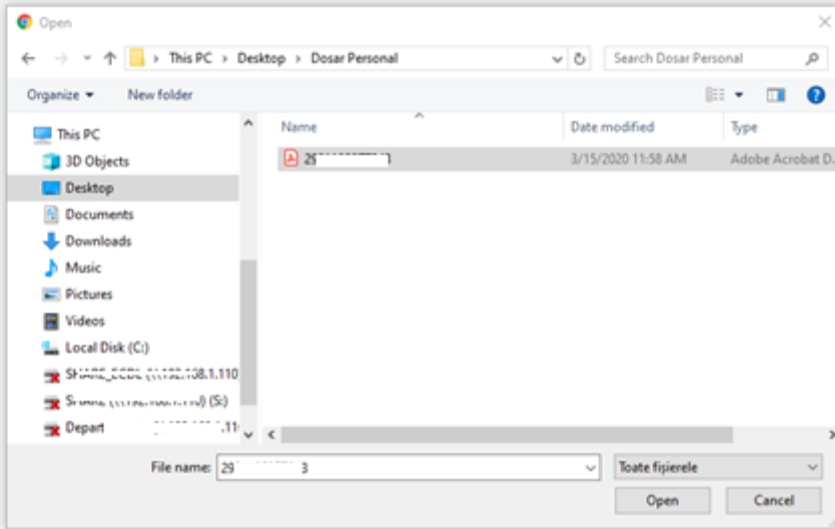 Open
This PC > Desktop > Dosar Personal
Search Dosar Personal
Organize
New folder
Name
Date modified
Type
3/15/2020 11:58 AM
Adobe Acrobat D.
This PC
3D Objects
Desktop
Documents
Downloads
Music
Pictures
Videos
Local Disk (C:)
(S:)
Depart
File name:
Toate fișierele
Open
Cancel